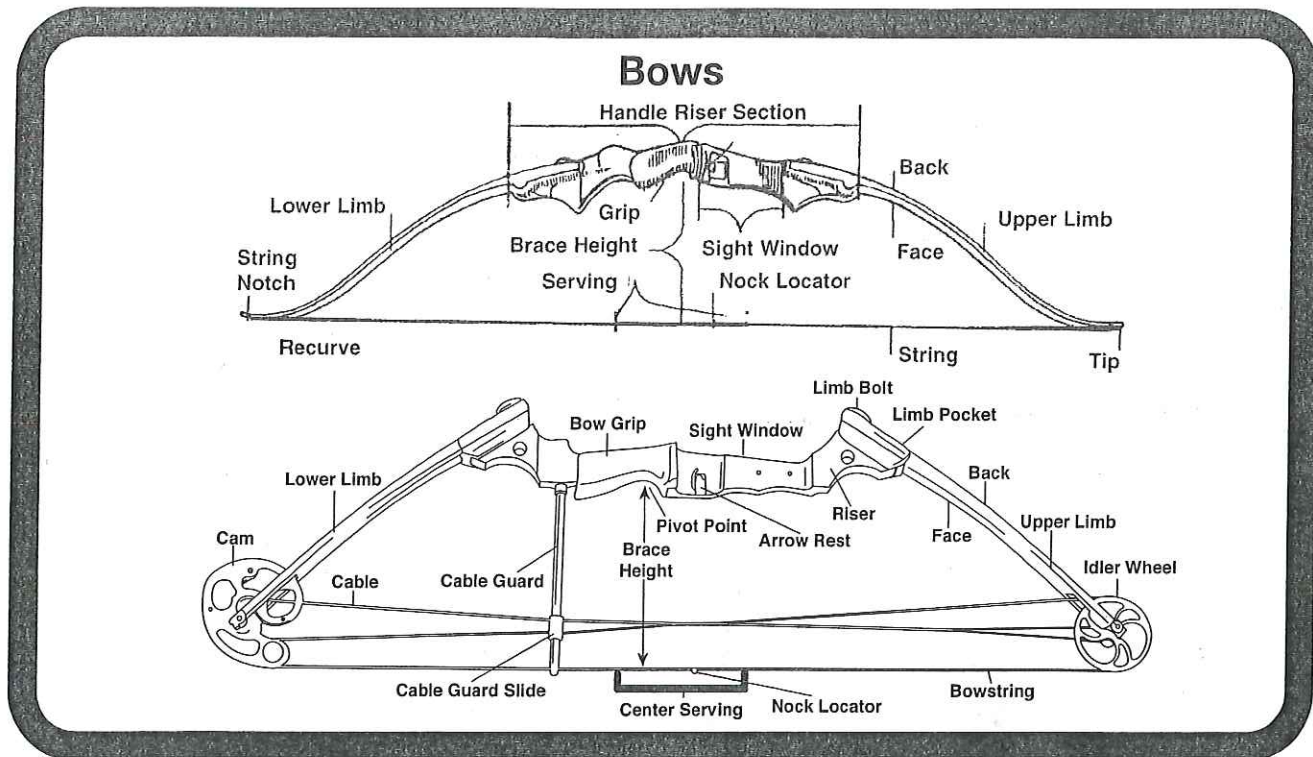 Bows
Handle Riser Section
Back
Lower Limb
Grip
Upper Limb
Brace Height
Sight Window
Face
String
Notch
Serving
Nock Locator
Recurve
String
Tip
Limb Bolt
Limb Pocket
Bow Grip
Sight Window
Lower Limb
Back
Pivot Point
Riser
Upper Limb
Face
Cam
Arrow Rest
Brace
Height
Idler Wheel
Cable
Cable Guard
Cable Guard Slide
Bowstring
Center Serving
Nock Locator